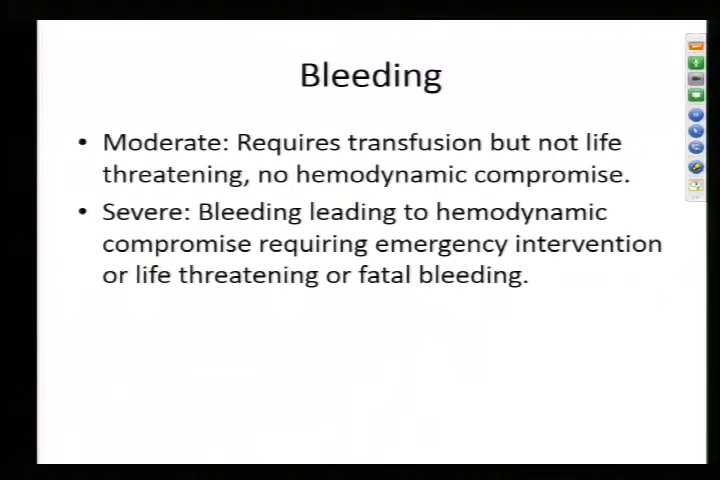 Bleeding
• Moderate: Requires transfusion but not life
threatening, no hemodynamic compromise.
• Severe: Bleeding leading to hemodynamic
compromise requiring emergency intervention
or life threatening or fatal bleeding.